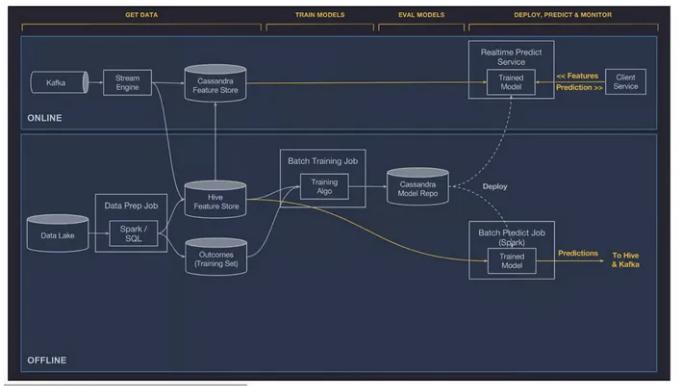 GET DATA
TRAIN MODELS
EVAL MODELS
DEPLOY, PREDICT & MONITOR
Kafka
Stream
Engine
Cassandra
Feature Store
Realtime Predict
Service
Trained
Model
<< Features
Prediction >>
Client
Service
ONLINE
Data Lake
Data Prep Job
Spark /
SQL
Hive
Feature Store
Outcomes
(Training Set)
Batch Training Job
Training
Algo
Cassandra
Model Repo
Deploy
Batch Predict Job
(Spark)
Trained
Model
Predictions
To Hive
& Kafka
OFFLINE